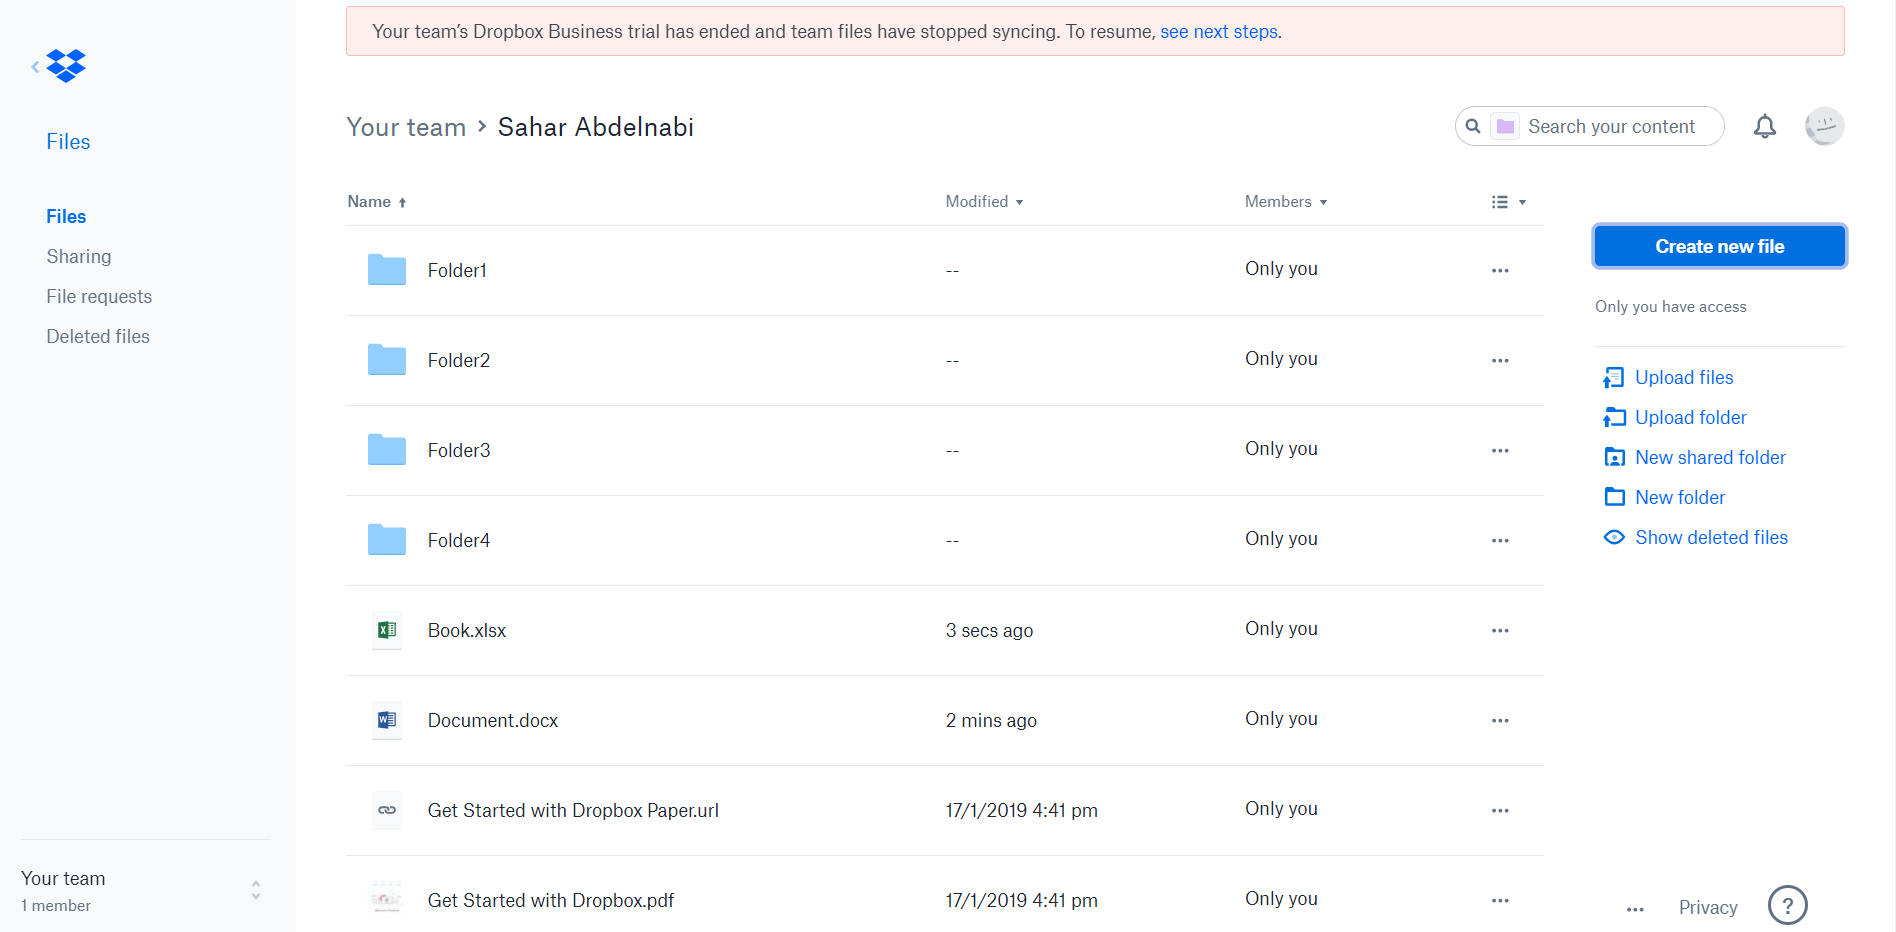 Your team’s Dropbox Business trial has ended and team files have stopped syncing. To resume, see next steps.
Files
Files
Sharing
File requests
Deleted files
Your team
1 member
Your team › Sahar Abdelnabi
Search your content
Name Modified Members
Folder1 -- Only you
Folder2 -- Only you
Folder3 -- Only you
Folder4 -- Only you
Book.xlsx 3 secs ago Only you
Document.docx 2 mins ago Only you
Get Started with Dropbox Paper.url 17/1/2019 4:41 pm Only you
Get Started with Dropbox.pdf 17/1/2019 4:41 pm Only you
Create new file
Only you have access
Upload files
Upload folder
New shared folder
New folder
Show deleted files
Privacy ?